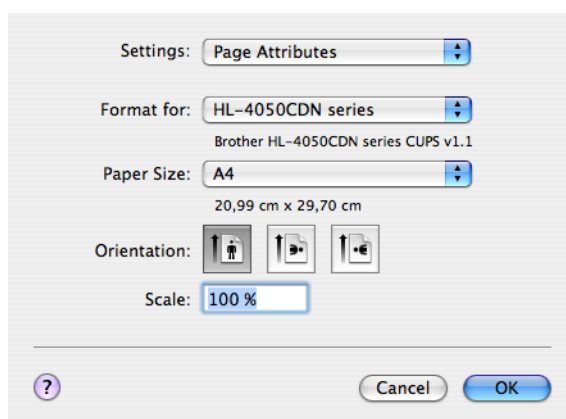 Settings: Page Attributes
Format for: HL-4050CDN series
Brother HL-4050CDN series CUPS v1.1
Paper Size: A4
20,99 cm x 29,70 cm
Orientation:
Scale: 100 %
? Cancel OK